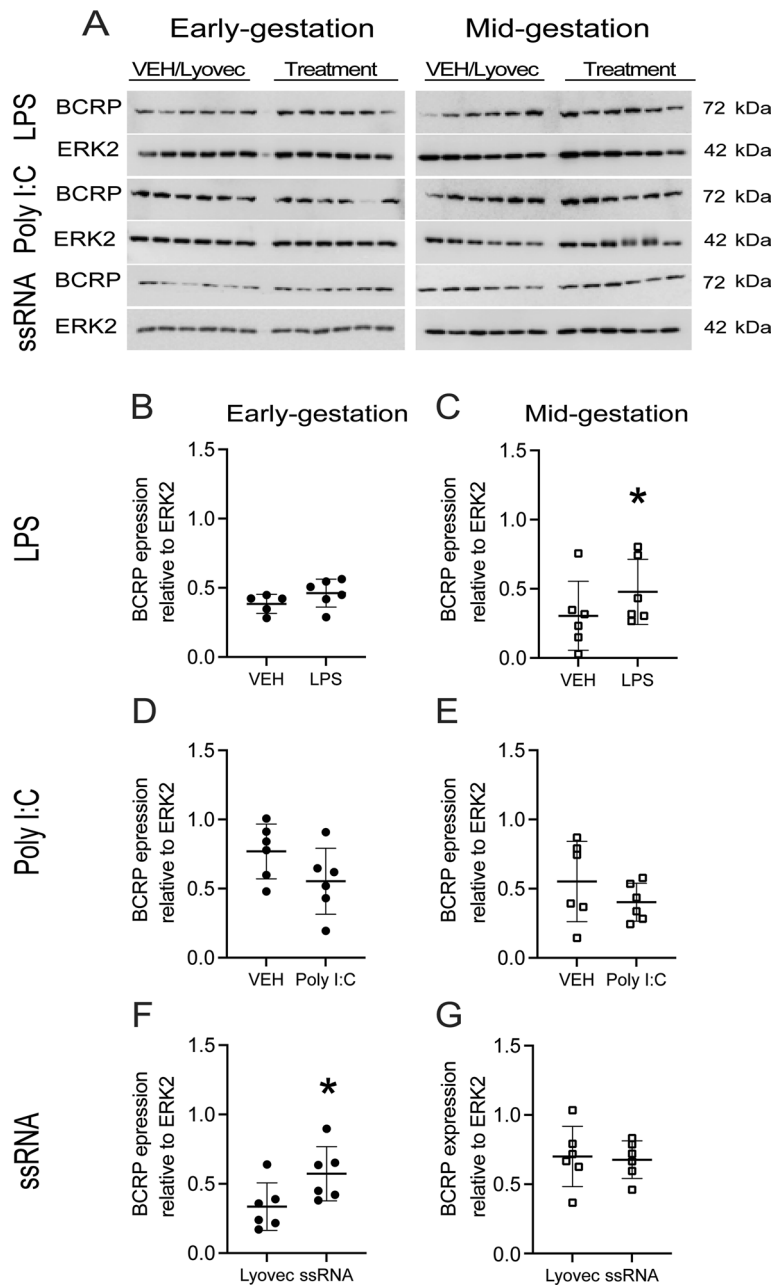 A Early-gestation Mid-gestation
VEH/Lyovec Treatment VEH/Lyovec Treatment
LPS
BCRP 72 kDa
ERK2 42 kDa
Poly I:C
BCRP 72 kDa
ERK2 42 kDa
ssRNA
BCRP 72 kDa
ERK2 42 kDa
B Early-gestation
C Mid-gestation
LPS
BCRP epression
relative to ERK2
1.5
1.0
0.5
0.0
VEH LPS
BCRP epression
relative to ERK2
1.5
*
1.0
0.5
0.0
VEH LPS
Poly I:C
D
BCRP epression
relative to ERK2
1.5
1.0
0.5
0.0
VEH Poly I:C
E
BCRP epression
relative to ERK2
1.5
1.0
0.5
0.0
VEH Poly I:C
ssRNA
F
BCRP epression
relative to ERK2
1.5
*
1.0
0.5
0.0
Lyovec ssRNA
G
BCRP expression
relative to ERK2
1.5
1.0
0.5
0.0
Lyovec ssRNA